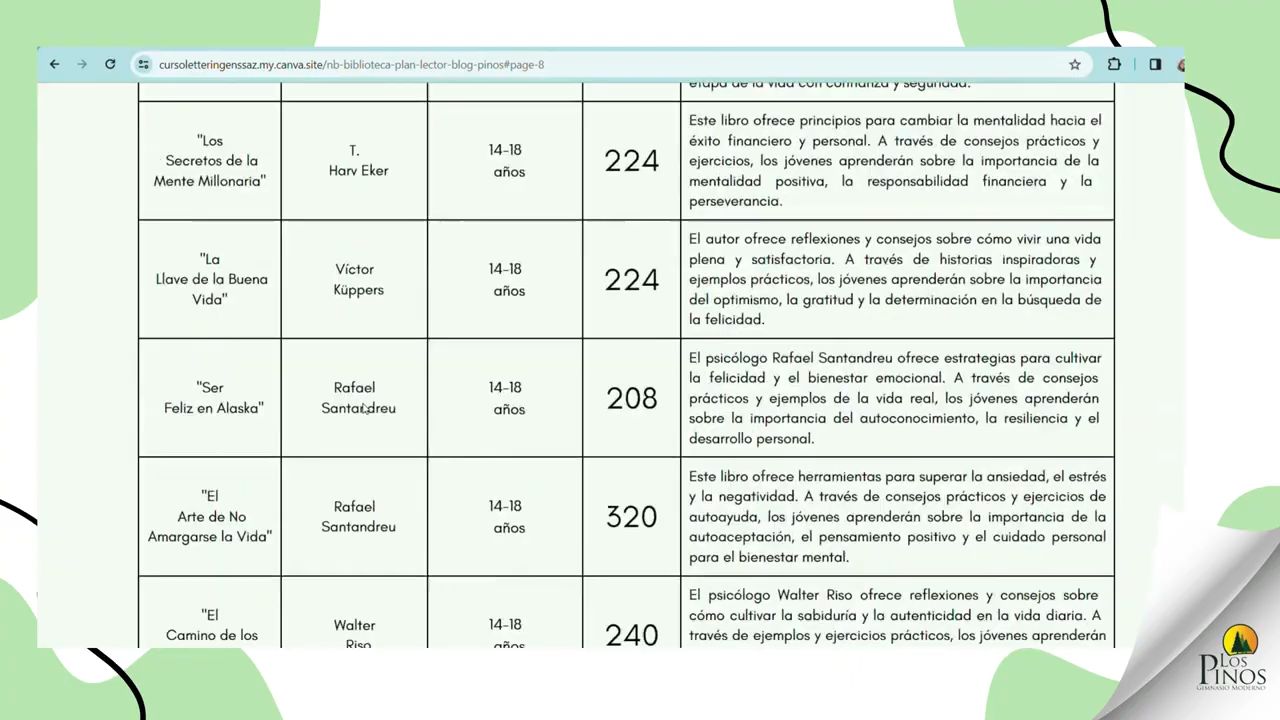 cursoletteringenssaz.my.canva.site/nb-biblioteca-plan-lector-blog-pinos#page-8
etapa de la vida con confianza y seguridad.
"Los
Secretos de la
Mente Millonaria"
T.
Harv Eker
14-18
años
224
Este libro ofrece principios para cambiar la mentalidad hacia el
éxito financiero y personal. A través de consejos prácticos y
ejercicios, los jóvenes aprenderán sobre la importancia de la
mentalidad positiva, la responsabilidad financiera y la
perseverancia.
"La
Llave de la Buena
Vida"
Víctor
Küppers
14-18
años
224
El autor ofrece reflexiones y consejos sobre cómo vivir una vida
plena y satisfactoria. A través de historias inspiradoras y
ejemplos prácticos, los jóvenes aprenderán sobre la importancia
del optimismo, la gratitud y la determinación en la búsqueda de
la felicidad.
"Ser
Feliz en Alaska"
Rafael
Santandreu
14-18
años
208
El psicólogo Rafael Santandreu ofrece estrategias para cultivar
la felicidad y el bienestar emocional. A través de consejos
prácticos y ejemplos de la vida real, los jóvenes aprenderán
sobre la importancia del autoconocimiento, la resiliencia y el
desarrollo personal.
"El
Arte de No
Amargarse la Vida"
Rafael
Santandreu
14-18
años
320
Este libro ofrece herramientas para superar la ansiedad, el estrés
y la negatividad. A través de consejos prácticos y ejercicios de
autoayuda, los jóvenes aprenderán sobre la importancia de la
autoaceptación, el pensamiento positivo y el cuidado personal
para el bienestar mental.
"El
Camino de los
Walter
Riso
14-18
años
240
El psicólogo Walter Riso ofrece reflexiones y consejos sobre
cómo cultivar la sabiduría y la autenticidad en la vida diaria. A
través de ejemplos y ejercicios prácticos, los jóvenes aprenderán
LOS
PINOS
GIMNASIO MODERNO